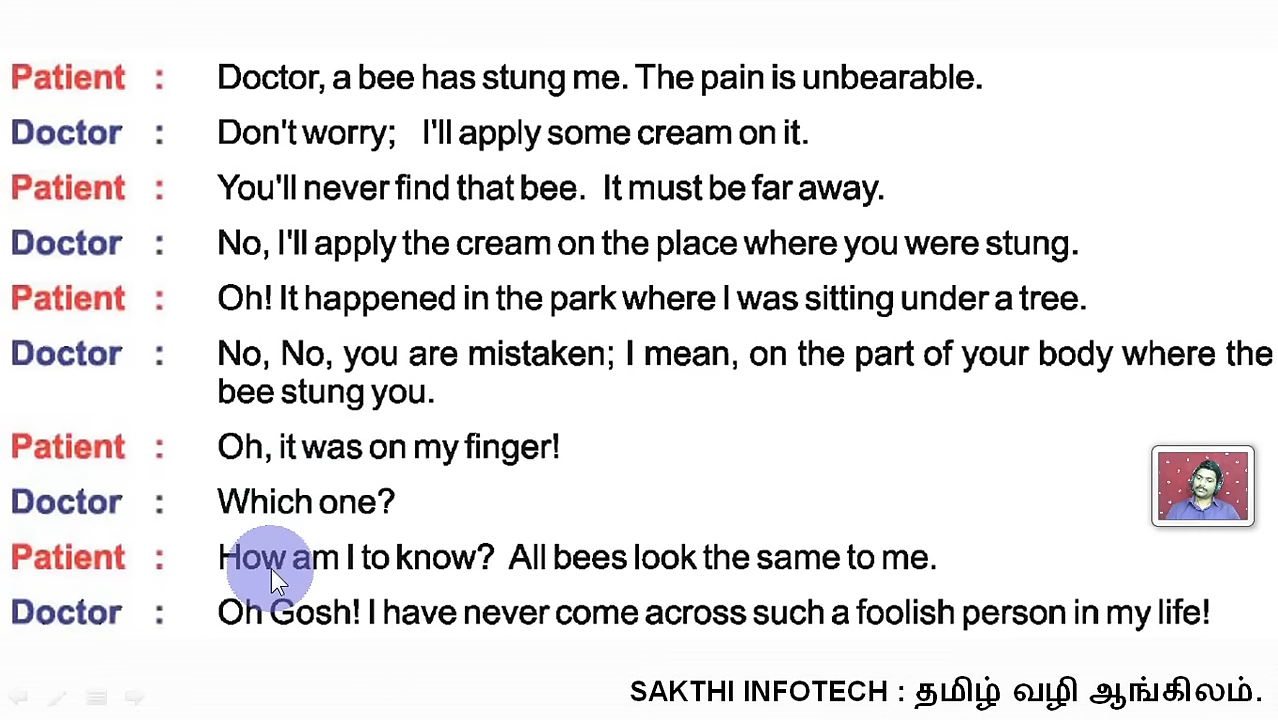 Patient : Doctor, a bee has stung me. The pain is unbearable.
Doctor : Don't worry; I'll apply some cream on it.
Patient : You'll never find that bee. It must be far away.
Doctor : No, I'll apply the cream on the place where you were stung.
Patient : Oh! It happened in the park where I was sitting under a tree.
Doctor : No, No, you are mistaken; I mean, on the part of your body where the
bee stung you.
Patient : Oh, it was on my finger!
Doctor : Which one?
Patient : How am I to know? All bees look the same to me.
Doctor : Oh Gosh! I have never come across such a foolish person in my life!
SAKTHI INFOTECH : தமிழ் வழி ஆங்கிலம்.